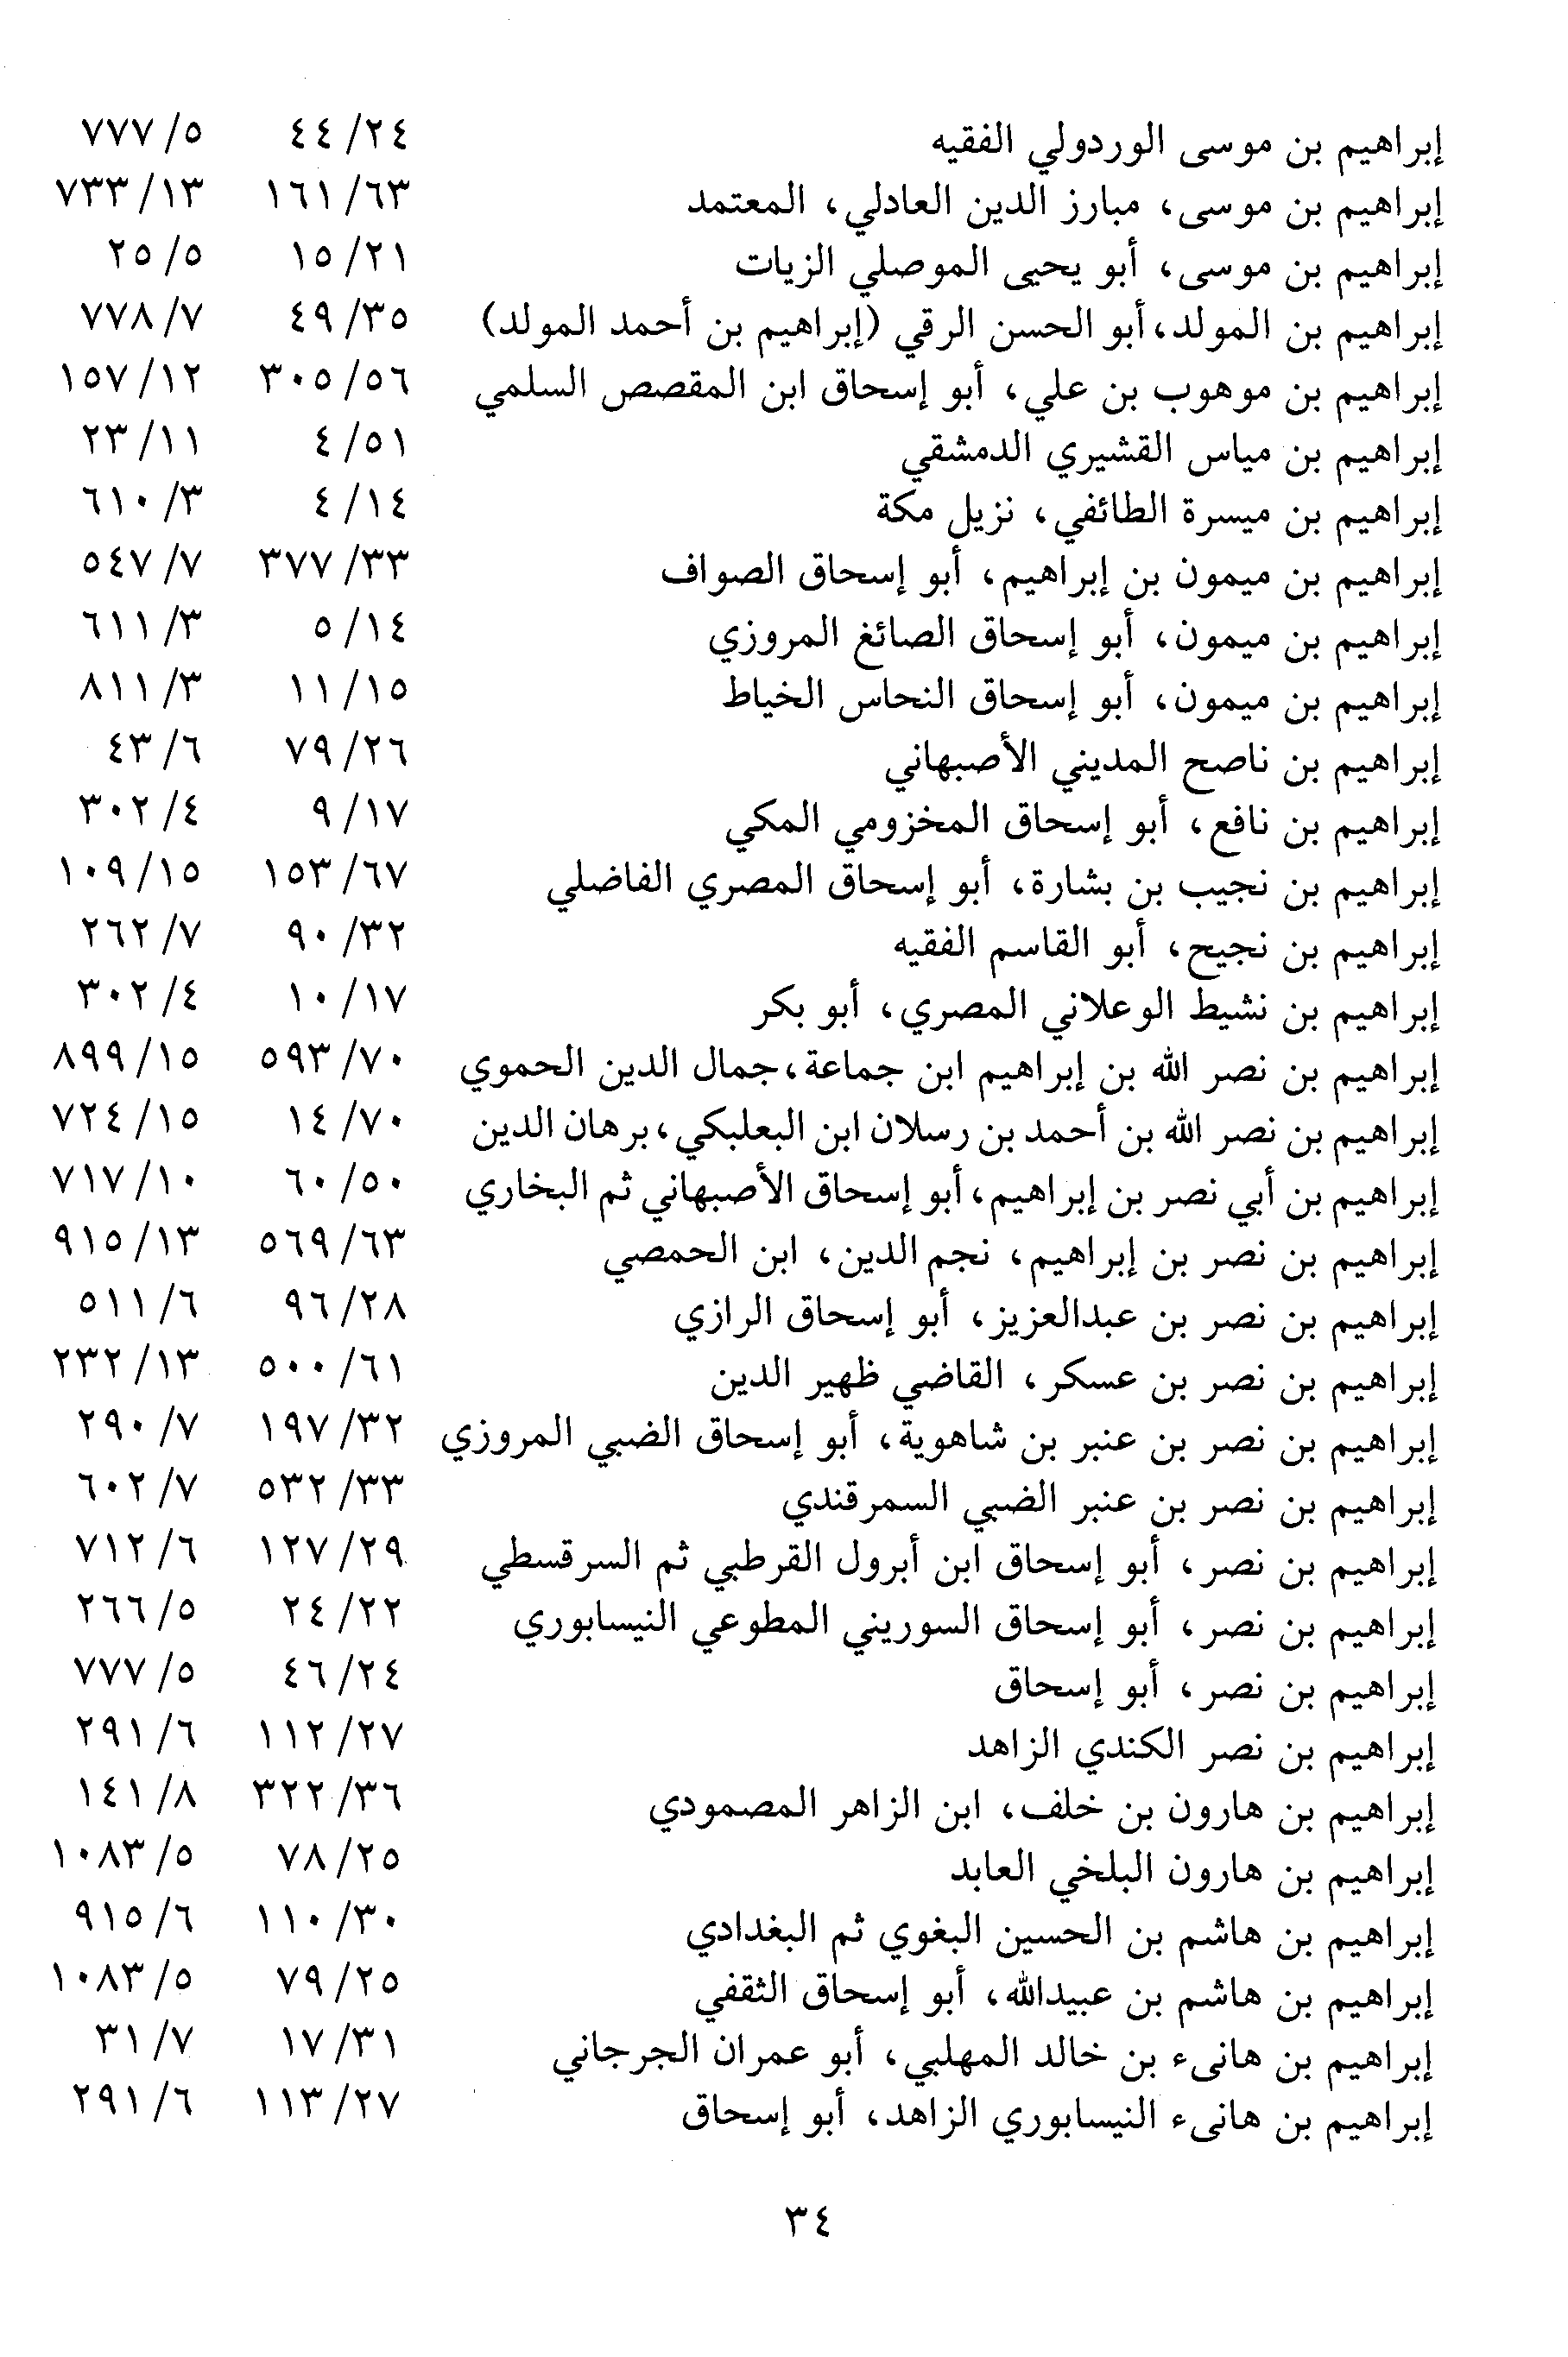 إبراهيم بن موسى الوردولي الفقيه ٢٤/ ٤٤ ٥/ ٧٧٧
إبراهيم بن موسى، مبارز الدين العادلي، المعتمد ٦٣/ ١٦١ ١٣/ ٧٣٣
إبراهيم بن موسى، أبو يحيى الموصلي الزيات ٢١/ ١٥ ٥/ ٢٥
إبراهيم بن المولد، أبو الحسن الرقي (إبراهيم بن أحمد المولد) ٣٥/ ٤٩ ٧/ ٧٧٨
إبراهيم بن موهوب بن علي، أبو إسحاق ابن المقصص السلمي ٥٦/ ٣٠٥ ١٢/ ١٥٧
إبراهيم بن مياس القشيري الدمشقي ٥١/ ٤ ١١/ ٢٣
إبراهيم بن ميسرة الطائفي، نزيل مكة ١٤/ ٤ ٣/ ٦١٠
إبراهيم بن ميمون بن إبراهيم، أبو إسحاق الصواف ٣٣/ ٣٧٧ ٧/ ٥٤٧
إبراهيم بن ميمون، أبو إسحاق الصائغ المروزي ١٤/ ٥ ٣/ ٦١١
إبراهيم بن ميمون، أبو إسحاق النحاس الخياط ١٥/ ١١ ٣/ ٨١١
إبراهيم بن ناصح المديني الأصبهاني ٢٦/ ٧٩ ٦/ ٤٣
إبراهيم بن نافع، أبو إسحاق المخزومي المكي ١٧/ ٩ ٤/ ٣٠٢
إبراهيم بن نجيب بن بشارة، أبو إسحاق المصري الفاضلي ٦٧/ ١٥٣ ١٥/ ١٠٩
إبراهيم بن نجيح، أبو القاسم الفقيه ٣٢/ ٩٠ ٧/ ٢٦٢
إبراهيم بن نشيط الوعلاني المصري، أبو بكر ١٧/ ١٠ ٤/ ٣٠٢
إبراهيم بن نصر الله بن إبراهيم ابن جماعة، جمال الدين الحموي ٧٠/ ٥٩٣ ١٥/ ٨٩٩
إبراهيم بن نصر الله بن أحمد بن رسلان ابن البعلبكي، برهان الدين ٧٠/ ١٤ ١٥/ ٧٢٤
إبراهيم بن أبي نصر بن إبراهيم، أبو إسحاق الأصبهاني ثم البخاري ٥٠/ ٦٠ ١٠/ ٧١٧
إبراهيم بن نصر بن إبراهيم، نجم الدين، ابن الحمصي ٦٣/ ٥٦٩ ١٣/ ٩١٥
إبراهيم بن نصر بن عبدالعزيز، أبو إسحاق الرازي ٢٨/ ٩٦ ٦/ ٥١١
إبراهيم بن نصر بن عسكر، القاضي ظهير الدين ٦١/ ٥٠٠ ١٣/ ٢٣٢
إبراهيم بن نصر بن عنبر بن شاهوية، أبو إسحاق الضبي المروزي ٣٢/ ١٩٧ ٧/ ٢٩٠
إبراهيم بن نصر بن عنبر الضبي السمرقندي ٣٣/ ٥٣٢ ٧/ ٦٠٢
إبراهيم بن نصر، أبو إسحاق ابن أبرول القرطبي ثم السرقسطي ٢٩/ ١٢٧ ٦/ ٧١٢
إبراهيم بن نصر، أبو إسحاق السوريني المطوعي النيسابوري ٢٢/ ٢٤ ٥/ ٢٦٦
إبراهيم بن نصر، أبو إسحاق ٢٤/ ٤٦ ٥/ ٧٧٧
إبراهيم بن نصر الكندي الزاهد ٢٧/ ١١٢ ٦/ ٢٩١
إبراهيم بن هارون بن خلف، ابن الزاهر المصمودي ٣٦/ ٣٢٢ ٨/ ١٤١
إبراهيم بن هارون البلخي العابد ٢٥/ ٧٨ ٥/ ١٠٨٣
إبراهيم بن هاشم بن الحسين البغوي ثم البغدادي ٣٠/ ١١٠ ٦/ ٩١٥
إبراهيم بن هاشم بن عبيدالله، أبو إسحاق الثقفي ٢٥/ ٧٩ ٥/ ١٠٨٣
إبراهيم بن هانىء بن خالد المهلبي، أبو عمران الجرجاني ٣١/ ١٧ ٧/ ٣١
إبراهيم بن هانىء النيسابوري الزاهد، أبو إسحاق ٢٧/ ١١٣ ٦/ ٢٩١
٣٤